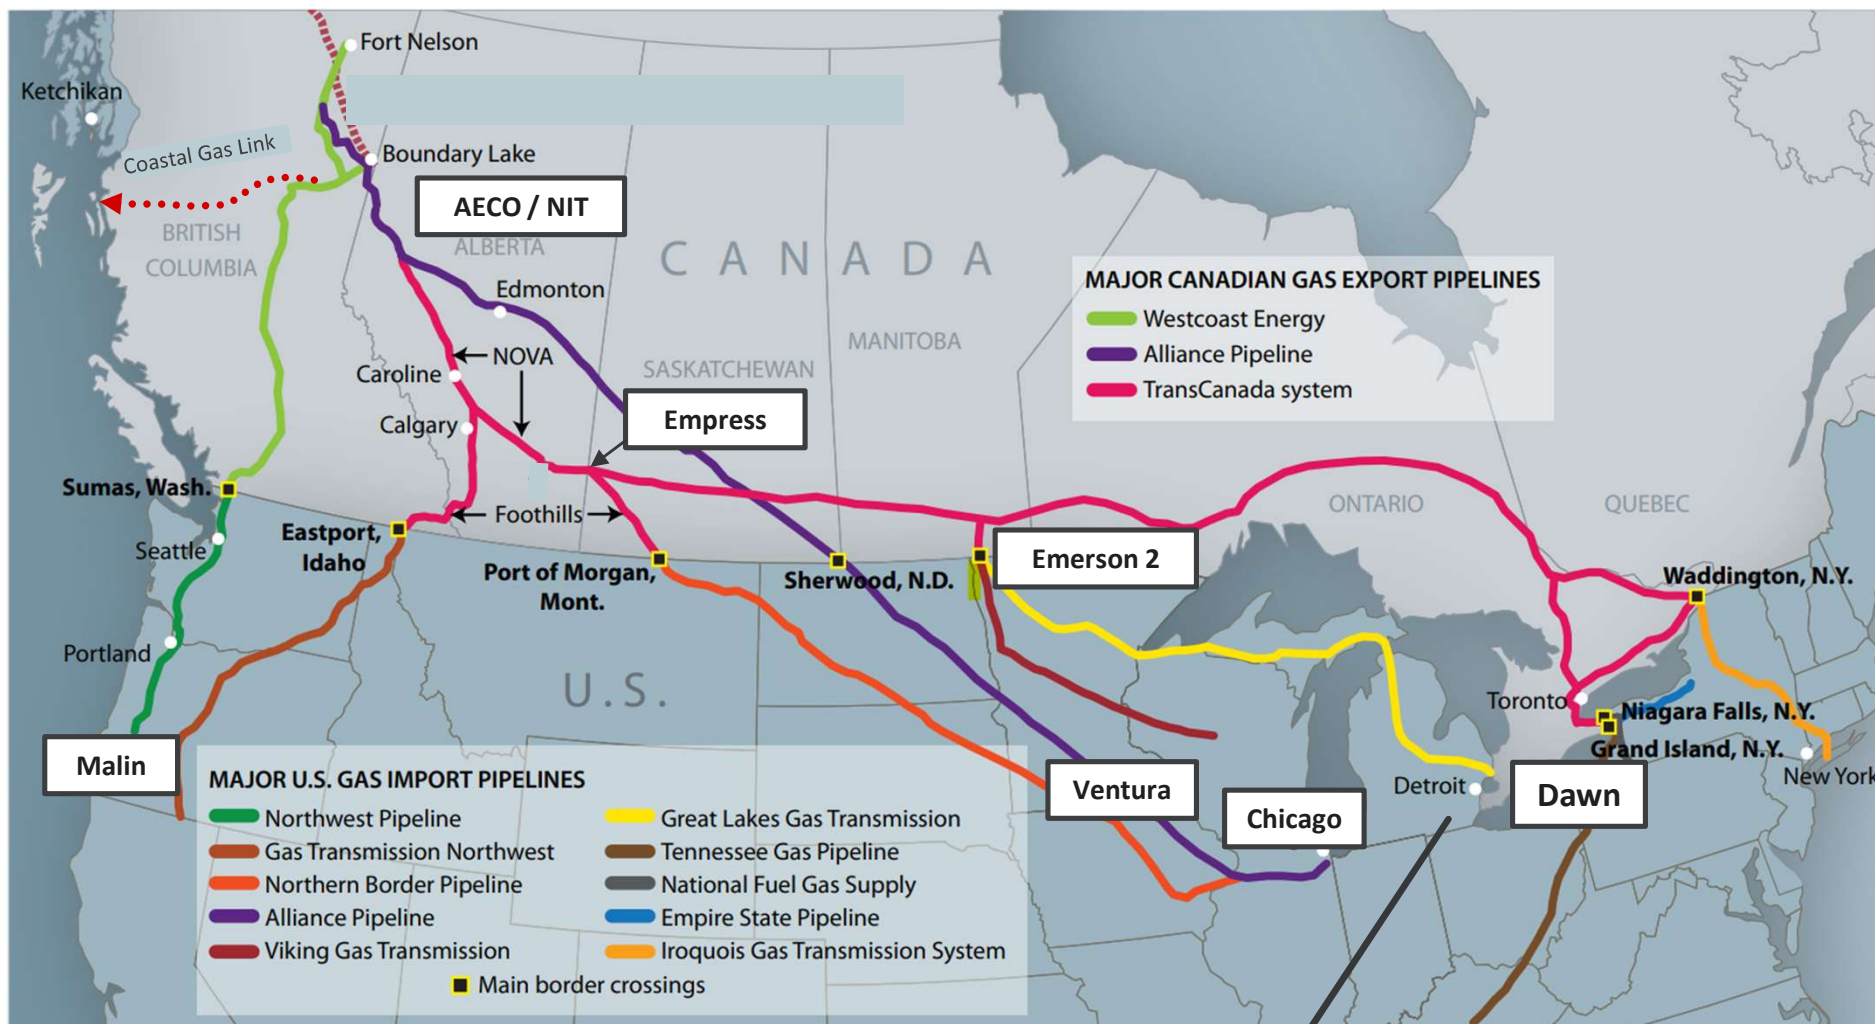 Fort Nelson
Ketchikan
Coastal Gas Link
Boundary Lake
AECO / NIT
BRITISH
COLUMBIA
ALBERTA
CANADA
Edmonton
MAJOR CANADIAN GAS EXPORT PIPELINES
Westcoast Energy
Alliance Pipeline
TransCanada system
NOVA
MANITOBA
SASKATCHEWAN
Caroline
Calgary
Empress
Sumas, Wash.
Foothills
ONTARIO
QUEBEC
Seattle
Eastport,
Idaho
Port of Morgan,
Mont.
Sherwood, N.D.
Emerson 2
Waddington, N.Y.
Portland
U.S.
Toronto
Niagara Falls, N.Y.
Grand Island, N.Y.
Malin
New York
Detroit
Dawn
Ventura
Chicago
MAJOR U.S. GAS IMPORT PIPELINES
Northwest Pipeline
Gas Transmission Northwest
Northern Border Pipeline
Alliance Pipeline
Viking Gas Transmission
Great Lakes Gas Transmission
Tennessee Gas Pipeline
National Fuel Gas Supply
Empire State Pipeline
Iroquois Gas Transmission System
Main border crossings